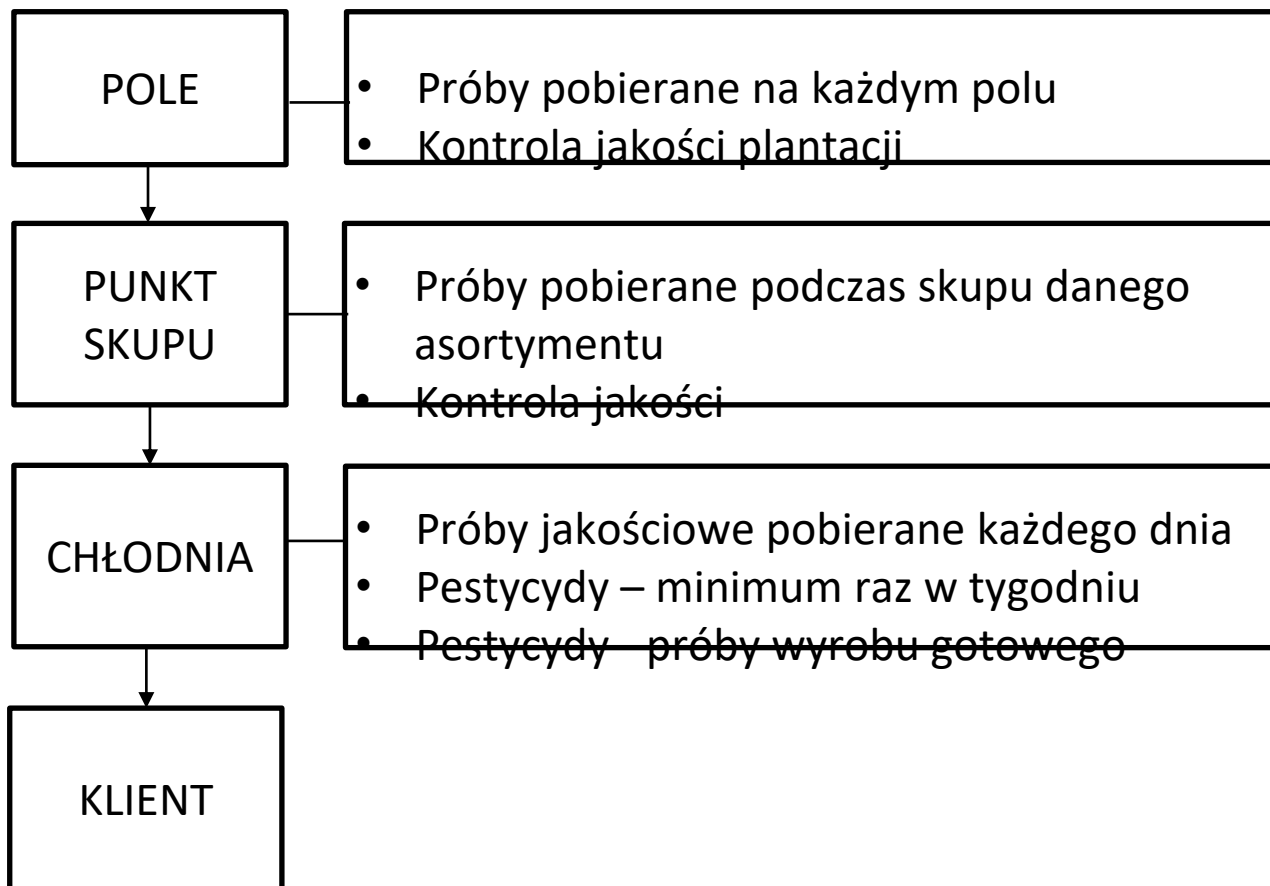 POLE
• Próby pobierane na każdym polu
• Kontrola jakości plantacji
PUNKT
SKUPU
• Próby pobierane podczas skupu danego
asortymentu
• Kontrola jakości
CHŁODNIA
• Próby jakościowe pobierane każdego dnia
• Pestycydy – minimum raz w tygodniu
• Pestycydy - próby wyrobu gotowego
KLIENT